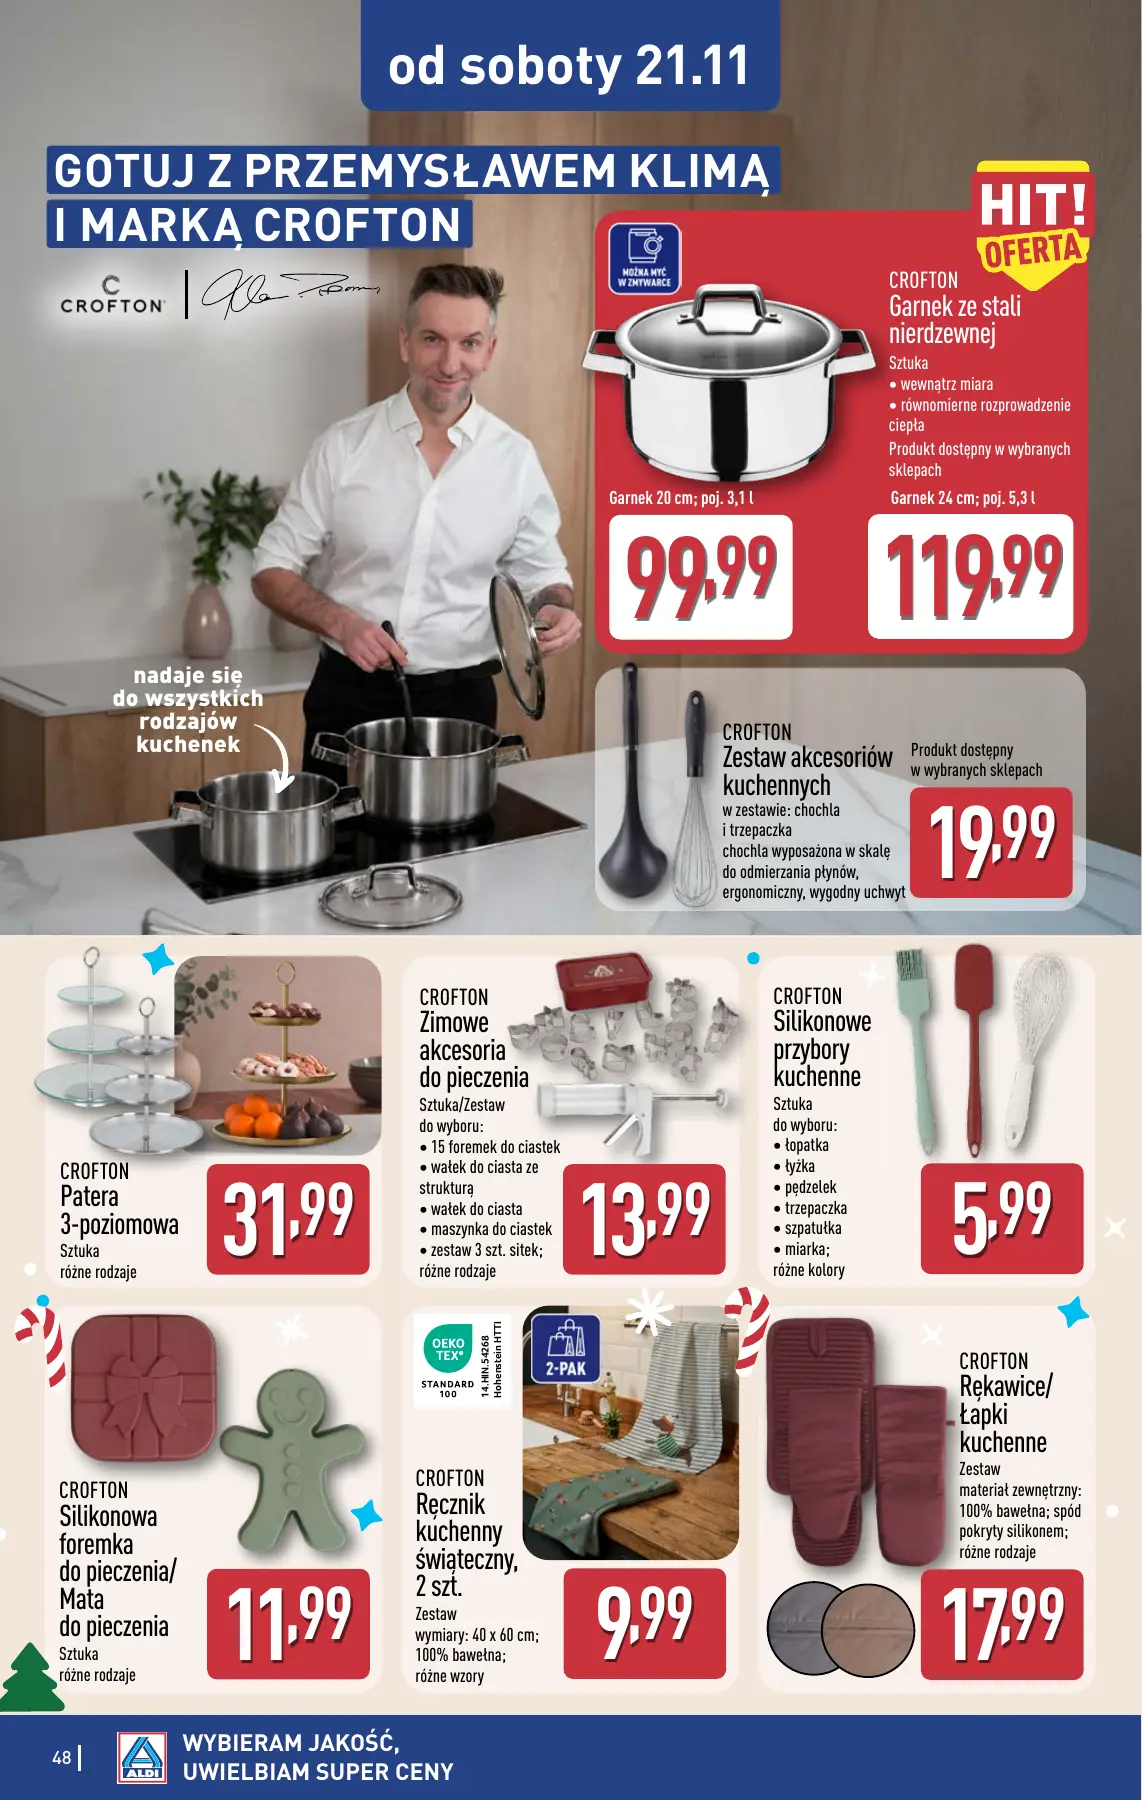 od soboty 21.11
GOTUJ Z PRZEMYSŁAWEM KLIMĄ
I MARKĄ CROFTON
CROFTON
HIT!
OFERTA
MOŻNA MYĆ
W ZMYWARCE
CROFTON
Garnek ze stali
nierdzewnej
Sztuka
• wewnątrz miara
• równomierne rozprowadzenie
ciepła
Produkt dostępny w wybranych
sklepach
Garnek 20 cm; poj. 3,1 l
99,99
Garnek 24 cm; poj. 5,3 l
119,99
nadaje się
do wszystkich
rodzajów
kuchenek
CROFTON
Zestaw akcesoriów
kuchennych
w zestawie: chochla
i trzepaczka
chochla wyposażona w skalę
do odmierzania płynów,
ergonomiczny, wygodny uchwyt
Produkt dostępny
w wybranych sklepach
19,99
CROFTON
Patera
3-poziomowa
Sztuka
różne rodzaje
31,99
CROFTON
Zimowe
akcesoria
do pieczenia
Sztuka/Zestaw
do wyboru:
• 15 foremek do ciastek
• wałek do ciasta ze
strukturą
• wałek do ciasta
• maszynka do ciastek
• zestaw 3 szt. sitek;
różne rodzaje
13,99
CROFTON
Silikonowe
przybory
kuchenne
Sztuka
do wyboru:
• łopatka
• łyżka
• pędzelek
• trzepaczka
• szpatułka
• miarka;
różne kolory
5,99
CROFTON
Silikonowa
foremka
do pieczenia/
Mata
do pieczenia
Sztuka
różne rodzaje
11,99
OEKO
TEX®
STANDARD
100
14.HIN.54268
Hohenstein HTTI
2-PAK
CROFTON
Ręcznik
kuchenny
świąteczny,
2 szt.
Zestaw
wymiary: 40 x 60 cm;
100% bawełna;
różne wzory
9,99
CROFTON
Rękawice/
Łapki
kuchenne
Zestaw
materiał zewnętrzny:
100% bawełna; spód
pokryty silikonem;
różne rodzaje
17,99
48
ALDI
WYBIERAM JAKOŚĆ,
UWIELBIAM SUPER CENY